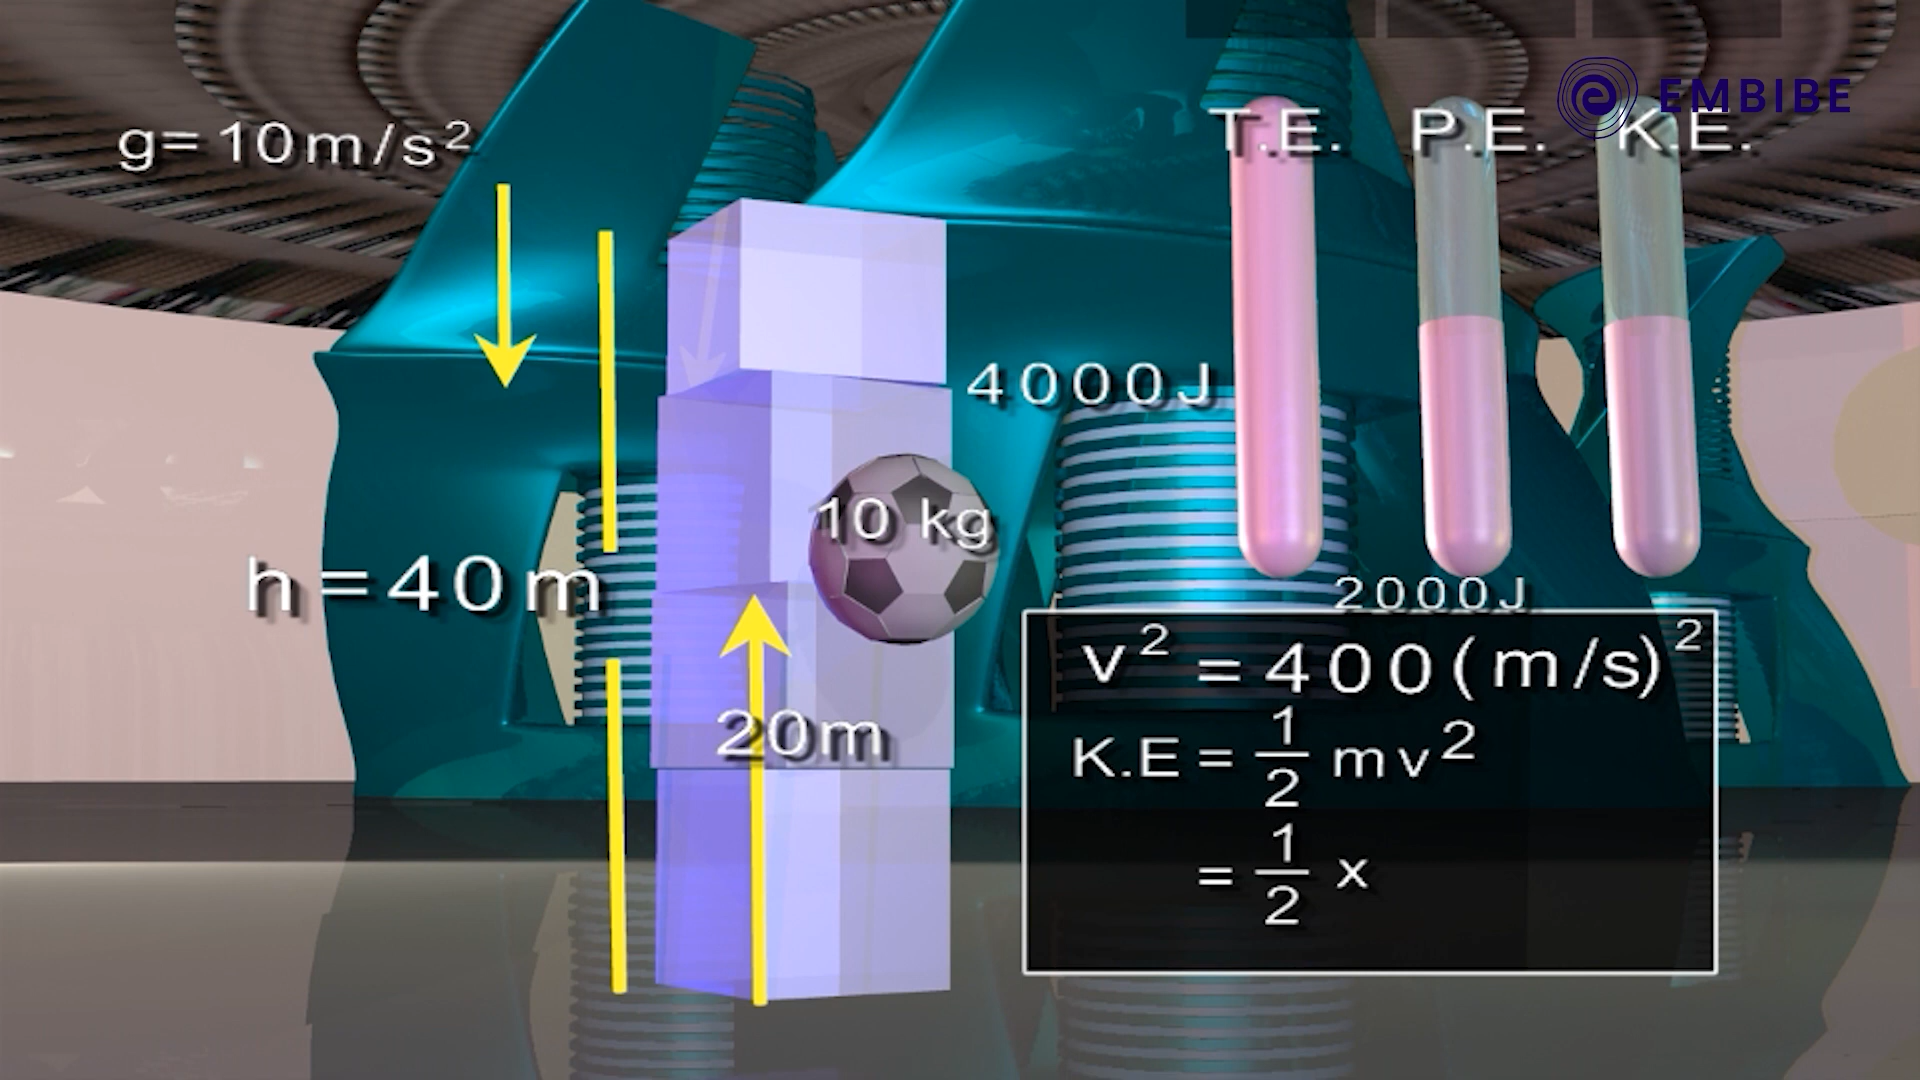 EMBIBE
g= 10m/s²
T.E. P.E. K.E.
4000J
10 kg
h=40m
2000J
v² = 400(m/s)²
20m
K.E = 1/2 mv²
= 1/2 x